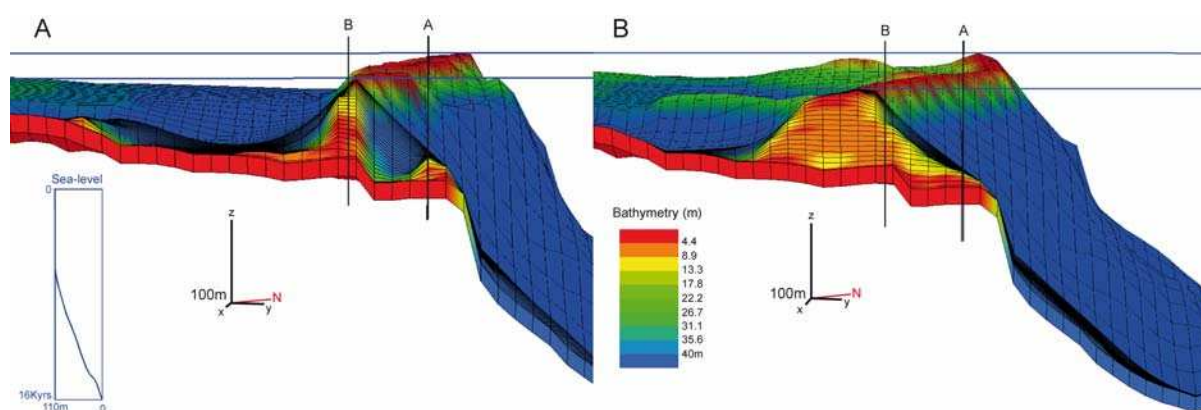 A
B
A
B
B
A
Sea-level
0
16Kyrs
110m
0
z
100m
x
y
N
Bathymetry (m)
4.4
8.9
13.3
17.8
22.2
26.7
31.1
35.6
40m
z
100m
x
y
N